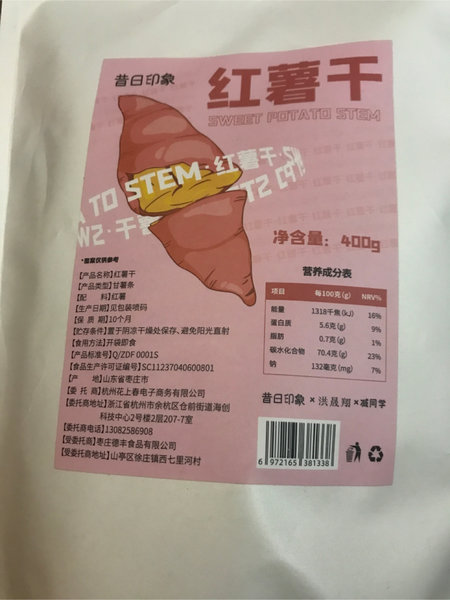 昔日印象
红薯干
SWEET POTATO STEM
TO STEM·红薯干
净含量：400g
*图案仅供参考
【产品名称】红薯干
【产品类型】甘薯条
【配 料】红薯
【生产日期】见包装喷码
【保 质 期】10个月
【贮存条件】置于阴凉干燥处保存、避免阳光直射
【食用方法】开袋即食
【产品标准号】Q/ZDF 0001S
【食品生产许可证编号】SC11237040600801
【产 地】山东省枣庄市
【委 托 商】杭州花上春电子商务有限公司
【委托商地址】浙江省杭州市余杭区仓前街道海创
科技中心2号楼2层207-7室
【委托商电话】13082586908
【受委托商】枣庄德丰食品有限公司
【受委托商地址】山亭区徐庄镇西七里河村
营养成分表
项目 每100克(g) NRV%
能量 1318千焦(kJ) 16%
蛋白质 5.6克(g) 9%
脂肪 0.7克(g) 1%
碳水化合物 70.4克(g) 23%
钠 132毫克(mg) 7%
昔日印象×洪晟翔×减同学
6 972165 381338